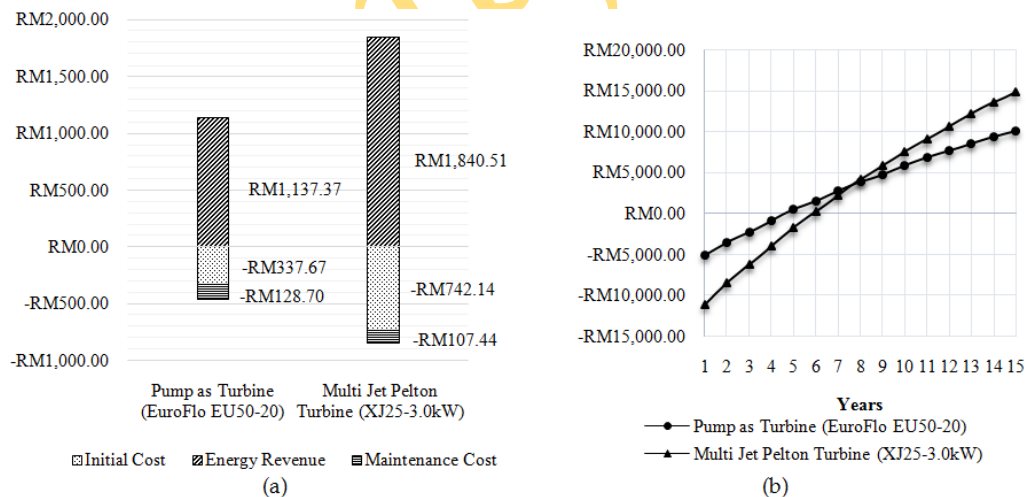 RM2,000.00
RM1,500.00
RM1,000.00
RM500.00
RM0.00
-RM500.00
-RM1,000.00
RM1,137.37
RM1,840.51
-RM337.67
-RM128.70
-RM742.14
-RM107.44
Pump as Turbine
(EuroFlo EU50-20)
Multi Jet Pelton
Turbine (XJ25-3.0kW)
Initial Cost
Energy Revenue
Maintenance Cost
(a)
RM20,000.00
RM15,000.00
RM10,000.00
RM5,000.00
RM0.00
-RM5,000.00
-RM10,000.00
-RM15,000.00
1 2 3 4 5 6 7 8 9 10 11 12 13 14 15
Years
Pump as Turbine (EuroFlo EU50-20)
Multi Jet Pelton Turbine (XJ25-3.0kW)
(b)